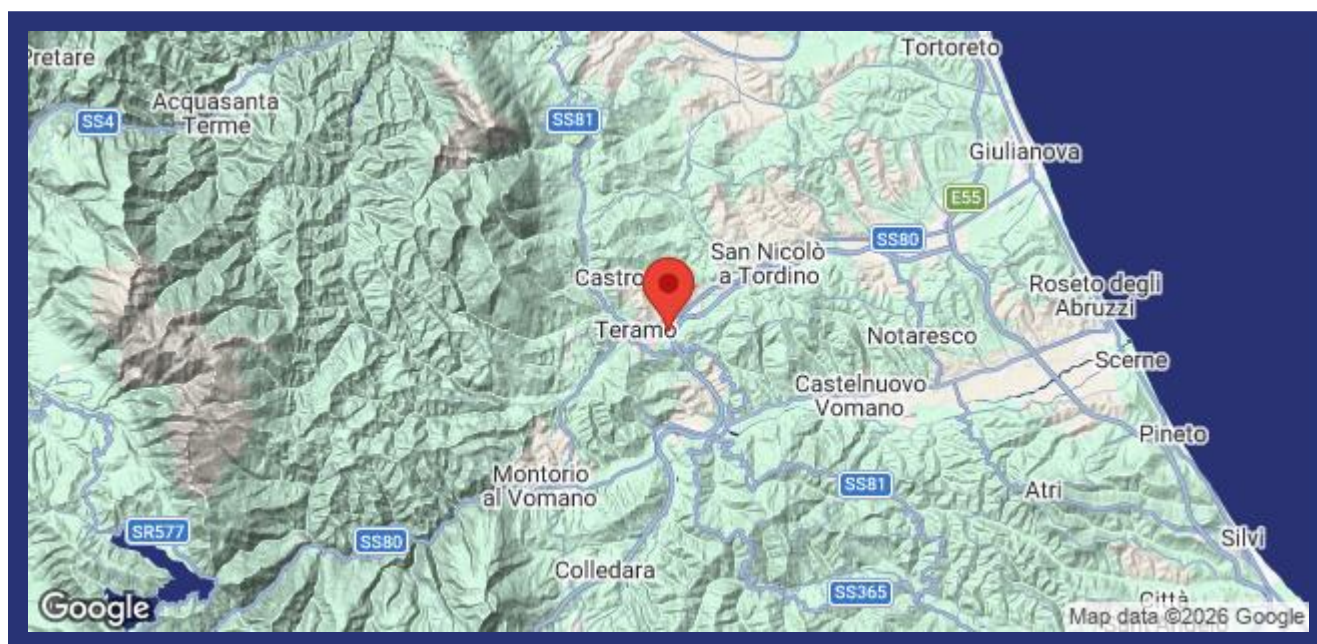 Tortoreto
Pretare
Acquasanta
Terme
SS4
SS81
Giulianova
E55
SS80
San Nicolò
a Tordino
Castro
Roseto degli
Abruzzi
Teramo
Notaresco
Scerne
Castelnuovo
Vomano
Pineto
Montorio
al Vomano
SS81
Atri
SR577
SS80
Silvi
Colledara
SS365
Città
Google
Map data ©2026 Google